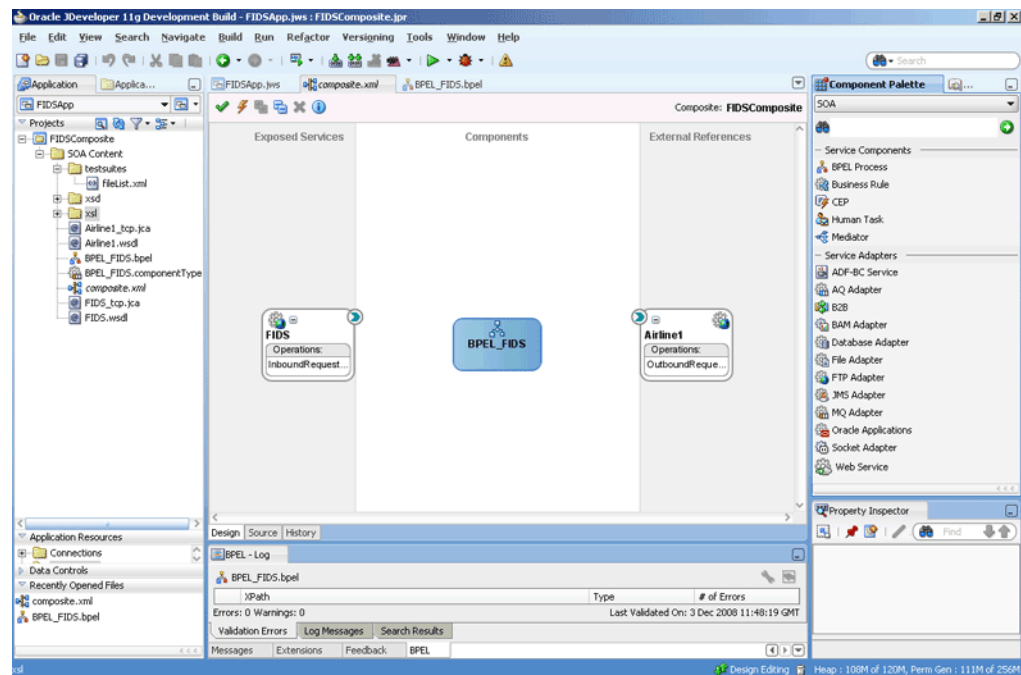 Oracle JDeveloper 11g Development Build - FIDSApp.jws : FIDSComposite.jpr
File Edit View Search Navigate Build Run Refactor Versioning Tools Window Help
Search
Application Applica...
FIDSApp
Projects
FIDSComposite
SOA Content
testsuites
fileList.xml
xsd
xsl
Airline1_tcp.jca
Airline1.wsdl
BPEL_FIDS.bpel
BPEL_FIDS.componentType
composite.xml
FIDS_tcp.jca
FIDS.wsdl
Application Resources
Connections
Data Controls
Recently Opened Files
composite.xml
BPEL_FIDS.bpel
FIDSApp.jws composite.xml BPEL_FIDS.bpel
Composite: FIDSComposite
Exposed Services Components External References
FIDS
Operations:
InboundRequest...
BPEL_FIDS
Airline1
Operations:
OutboundReque...
Design Source History
BPEL - Log
BPEL_FIDS.bpel
XPath Type # of Errors
Errors: 0 Warnings: 0 Last Validated On: 3 Dec 2008 11:48:19 GMT
Validation Errors Log Messages Search Results
Messages Extensions Feedback BPEL
Component Palette
SOA
Service Components
BPEL Process
Business Rule
CEP
Human Task
Mediator
Service Adapters
ADF-BC Service
AQ Adapter
B2B
BAM Adapter
Database Adapter
File Adapter
FTP Adapter
JMS Adapter
MQ Adapter
Oracle Applications
Socket Adapter
Web Service
Property Inspector
Find
xsl Design Editing Heap : 108M of 120M, Perm Gen : 111M of 256M